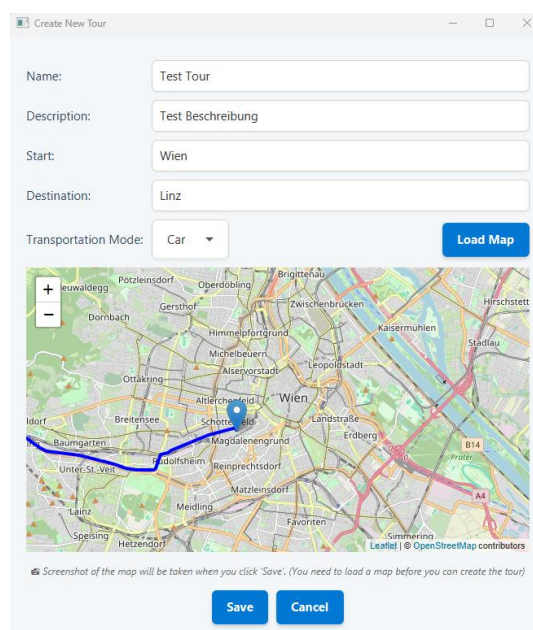 Create New Tour
Name: Test Tour
Description: Test Beschreibung
Start: Wien
Destination: Linz
Transportation Mode: Car Load Map
+
−
Brigittenau
Pötzleinsdorf
Oberdöbling
euwaldegg
Gersthof
Zwischenbrücken
Hirschstett
Dornbach
Kaisermühlen
Himmelpfortgrund
Stadlau
Michelbeuern
Alservorstadt
Leopoldstadt
Ottakring
Wien
Breitensee
Landstraße
dorf
Erdberg
Baumgarten
Magdalenengrund
B14
Prater
Unter-St.-Veit
Reinprechtsdorf
Matzleinsdorf
A4
Lainz
Meidling
Favoriten
Speising
Simmering
Hetzendorf
Leaflet | © OpenStreetMap contributors
Screenshot of the map will be taken when you click 'Save'. (You need to load a map before you can create the tour)
Save Cancel